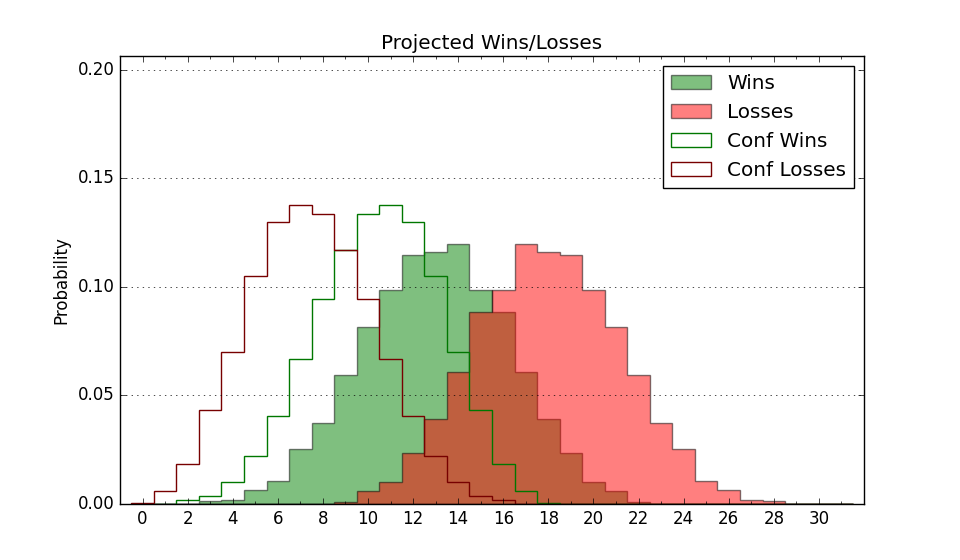 Projected Wins/Losses
0.20
0.15
0.10
0.05
0.00
Probability
Wins
Losses
Conf Wins
Conf Losses
0 2 4 6 8 10 12 14 16 18 20 22 24 26 28 30